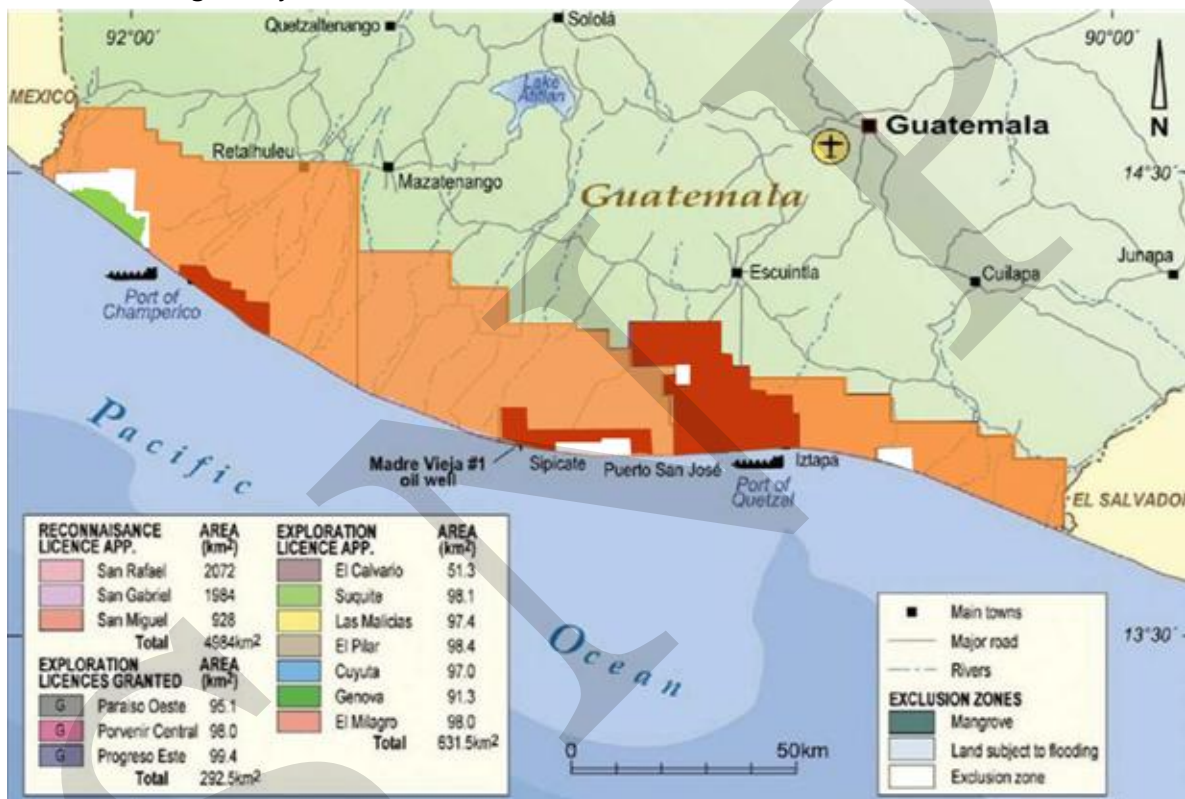 92°00'
Quetzaltenango
Sololá
90°00'
MEXICO
Lake
Atitlan
N
Guatemala
Retalhuleu
Mazatenango
14°30'
Guatemala
Escuintla
Cuilapa
Junapa
Port of
Champerico
Pacific
Ocean
Madre Vieja #1
oil well
Sipicate
Puerto San José
Iztapa
Port of
Quetzal
EL SALVADOR
13°30'
RECONNAISANCE AREA
LICENCE APP. (km²)
San Rafael 2072
San Gabriel 1984
San Miguel 928
Total 4984km²
EXPLORATION AREA
LICENCES GRANTED (km²)
G Paraiso Oeste 95.1
G Porvenir Central 98.0
G Progreso Este 99.4
Total 292.5km²
EXPLORATION AREA
LICENCE APP. (km²)
El Calvario 51.3
Suquite 98.1
Las Malicias 97.4
El Pilar 98.4
Cuyuta 97.0
Genova 91.3
El Milagro 98.0
Total 631.5km²
0 50km
Main towns
Major road
Rivers
EXCLUSION ZONES
Mangrove
Land subject to flooding
Exclusion zone